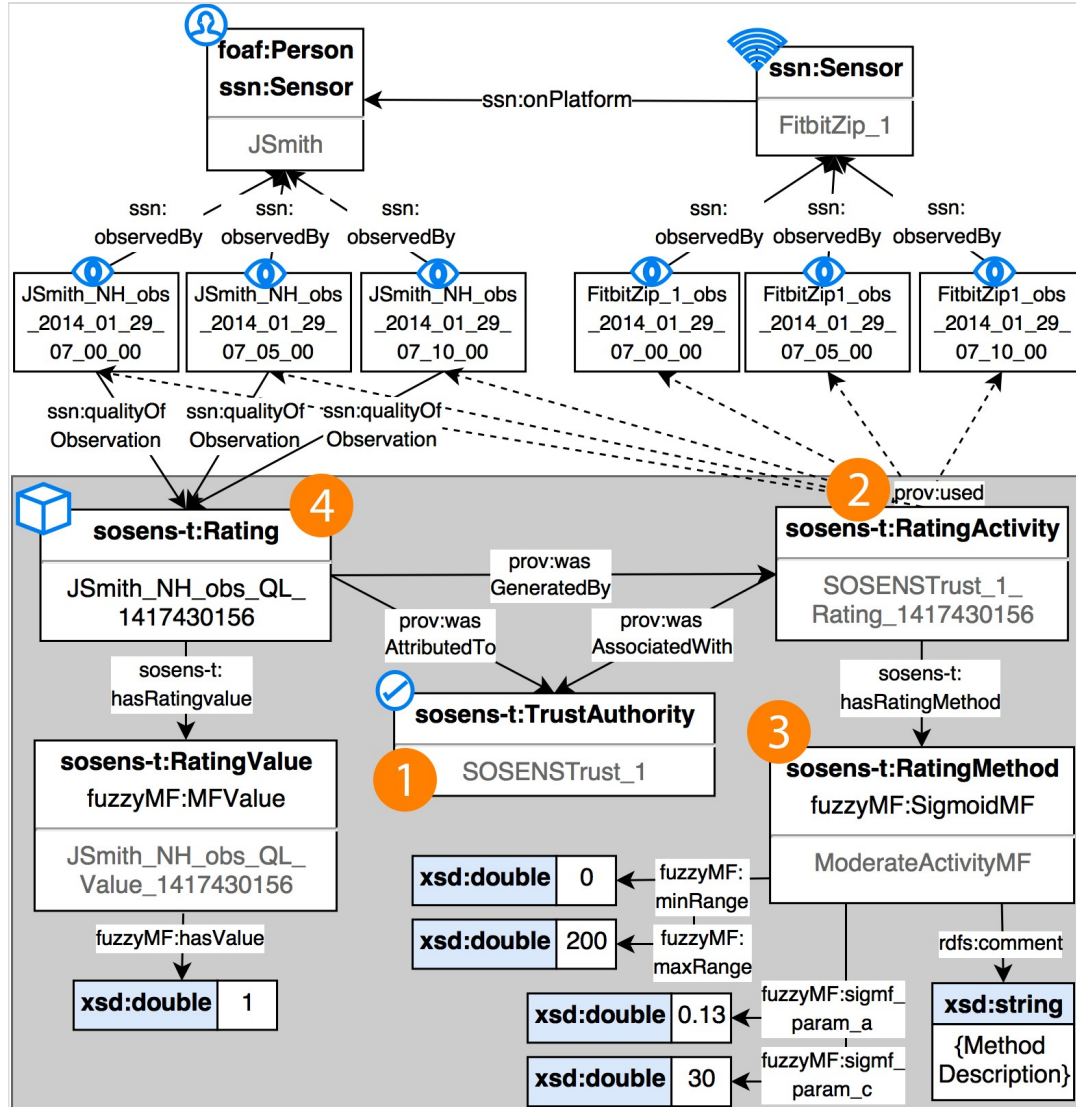 foaf:Person
ssn:Sensor
JSmith
ssn:onPlatform
ssn:Sensor
FitbitZip_1
ssn:
observedBy
ssn:
observedBy
ssn:
observedBy
ssn:
observedBy
ssn:
observedBy
ssn:
observedBy
JSmith_NH_obs
_2014_01_29_
07_00_00
JSmith_NH_obs
_2014_01_29_
07_05_00
JSmith_NH_obs
_2014_01_29_
07_10_00
FitbitZip_1_obs
_2014_01_29_
07_00_00
FitbitZip1_obs
_2014_01_29_
07_05_00
FitbitZip1_obs
_2014_01_29_
07_10_00
ssn:qualityOf
Observation
ssn:qualityOf
Observation
ssn:qualityOf
Observation
4
2
prov:used
sosens-t:Rating
JSmith_NH_obs_QL_
1417430156
prov:was
GeneratedBy
sosens-t:RatingActivity
SOSENSTrust_1_
Rating_1417430156
prov:was
AttributedTo
prov:was
AssociatedWith
sosens-t:
hasRatingvalue
sosens-t:
hasRatingMethod
sosens-t:TrustAuthority
SOSENSTrust_1
1
3
sosens-t:RatingValue
fuzzyMF:MFValue
JSmith_NH_obs_QL_
Value_1417430156
sosens-t:RatingMethod
fuzzyMF:SigmoidMF
ModerateActivityMF
fuzzyMF:hasValue
xsd:double 1
xsd:double 0
fuzzyMF:
minRange
xsd:double 200
fuzzyMF:
maxRange
rdfs:comment
xsd:double 0.13
fuzzyMF:sigmf_
param_a
xsd:double 30
fuzzyMF:sigmf_
param_c
xsd:string
{Method
Description}